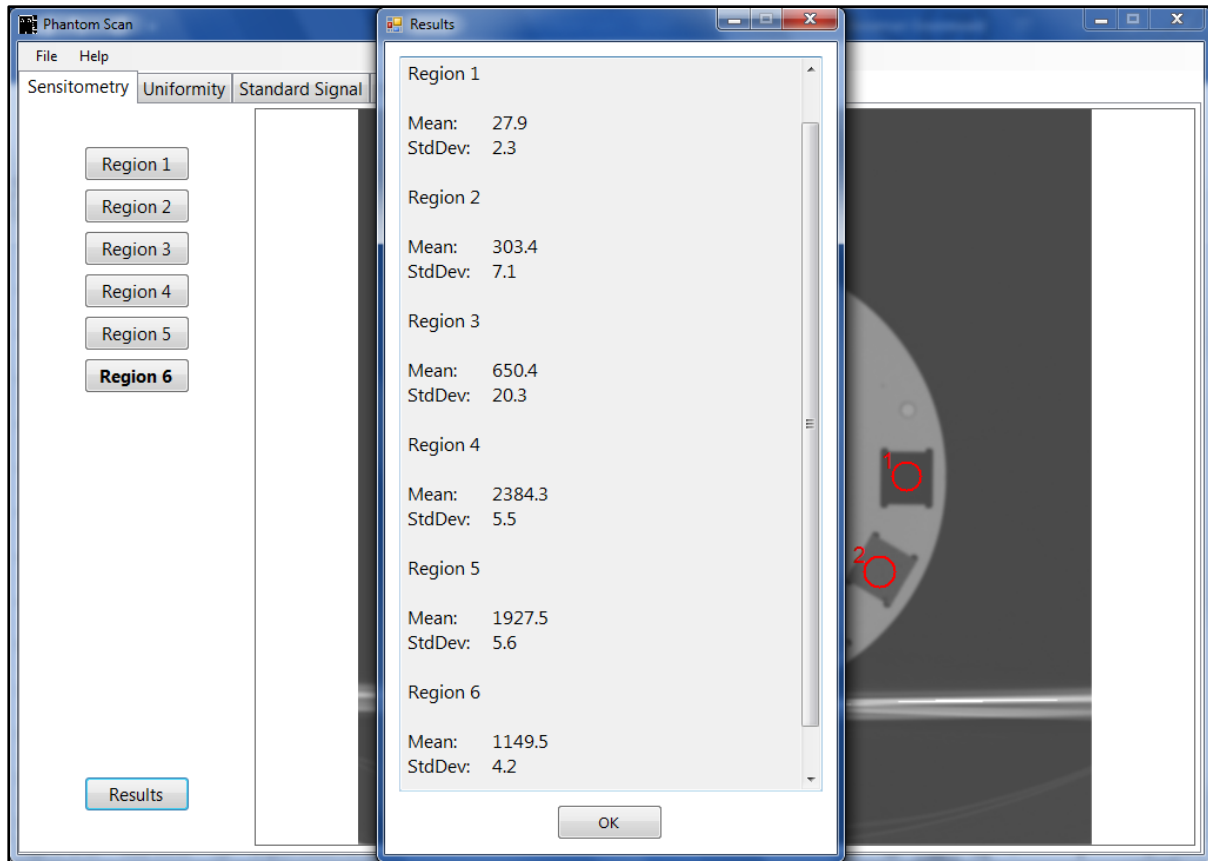 Phantom Scan
File Help
Sensitometry Uniformity Standard Signal
Region 1
Region 2
Region 3
Region 4
Region 5
Region 6
Results
Results
Region 1
Mean: 27.9
StdDev: 2.3
Region 2
Mean: 303.4
StdDev: 7.1
Region 3
Mean: 650.4
StdDev: 20.3
Region 4
Mean: 2384.3
StdDev: 5.5
Region 5
Mean: 1927.5
StdDev: 5.6
Region 6
Mean: 1149.5
StdDev: 4.2
OK
1
2